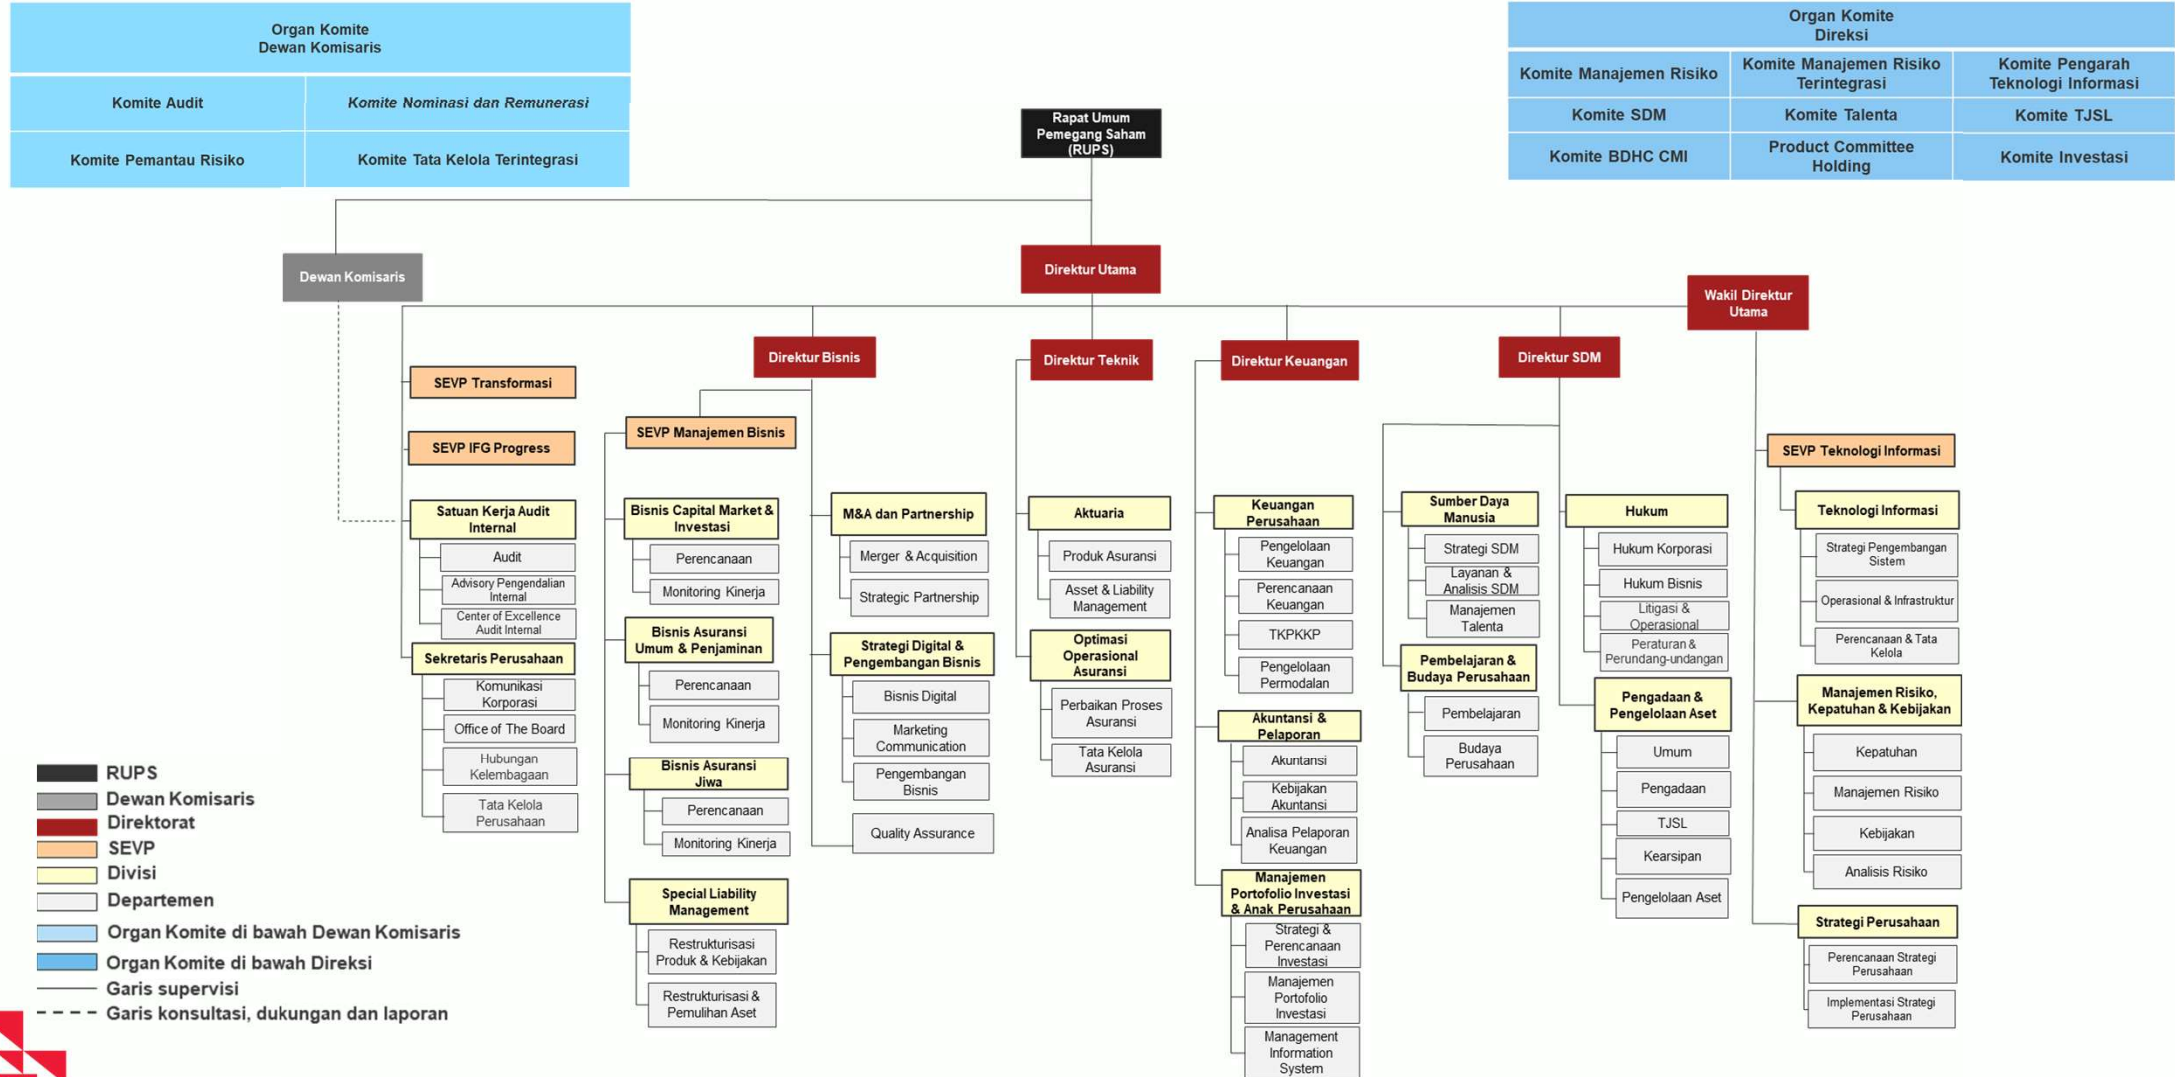 Organ Komite
Dewan Komisaris
Komite Audit
Komite Nominasi dan Remunerasi
Komite Pemantau Risiko
Komite Tata Kelola Terintegrasi
Organ Komite
Direksi
Komite Manajemen Risiko
Komite Manajemen Risiko
Terintegrasi
Komite Pengarah
Teknologi Informasi
Komite SDM
Komite Talenta
Komite TJSL
Komite BDHC CMI
Product Committee
Holding
Komite Investasi
Rapat Umum
Pemegang Saham
(RUPS)
Dewan Komisaris
Direktur Utama
Wakil Direktur
Utama
Direktur Bisnis
Direktur Teknik
Direktur Keuangan
Direktur SDM
SEVP Transformasi
SEVP IFG Progress
Satuan Kerja Audit
Internal
Audit
Advisory Pengendalian
Internal
Center of Excellence
Audit Internal
Sekretaris Perusahaan
Komunikasi
Korporasi
Office of The Board
Hubungan
Kelembagaan
Tata Kelola
Perusahaan
SEVP Manajemen Bisnis
Bisnis Capital Market &
Investasi
Perencanaan
Monitoring Kinerja
Bisnis Asuransi
Umum & Penjaminan
Perencanaan
Monitoring Kinerja
Bisnis Asuransi
Jiwa
Perencanaan
Monitoring Kinerja
Special Liability
Management
Restrukturisasi
Produk & Kebijakan
Restrukturisasi &
Pemulihan Aset
M&A dan Partnership
Merger & Acquisition
Strategic Partnership
Strategi Digital &
Pengembangan Bisnis
Bisnis Digital
Marketing
Communication
Pengembangan
Bisnis
Quality Assurance
Aktuaria
Produk Asuransi
Asset & Liability
Management
Optimasi
Operasional
Asuransi
Perbaikan Proses
Asuransi
Tata Kelola
Asuransi
Keuangan
Perusahaan
Pengelolaan
Keuangan
Perencanaan
Keuangan
TKPKKP
Pengelolaan
Permodalan
Akuntansi &
Pelaporan
Akuntansi
Kebijakan
Akuntansi
Analisa Pelaporan
Keuangan
Manajemen
Portofolio Investasi
& Anak Perusahaan
Strategi &
Perencanaan
Investasi
Manajemen
Portofolio
Investasi
Management
Information
System
Sumber Daya
Manusia
Strategi SDM
Layanan &
Analisis SDM
Manajemen
Talenta
Pembelajaran &
Budaya Perusahaan
Pembelajaran
Budaya
Perusahaan
Hukum
Hukum Korporasi
Hukum Bisnis
Litigasi &
Operasional
Peraturan &
Perundang-undangan
Pengadaan &
Pengelolaan Aset
Umum
Pengadaan
TJSL
Kearsipan
Pengelolaan Aset
SEVP Teknologi Informasi
Teknologi Informasi
Strategi Pengembangan
Sistem
Operasional & Infrastruktur
Perencanaan & Tata
Kelola
Manajemen Risiko,
Kepatuhan & Kebijakan
Kepatuhan
Manajemen Risiko
Kebijakan
Analisis Risiko
Strategi Perusahaan
Perencanaan Strategi
Perusahaan
Implementasi Strategi
Perusahaan
RUPS
Dewan Komisaris
Direktorat
SEVP
Divisi
Departemen
Organ Komite di bawah Dewan Komisaris
Organ Komite di bawah Direksi
Garis supervisi
Garis konsultasi, dukungan dan laporan